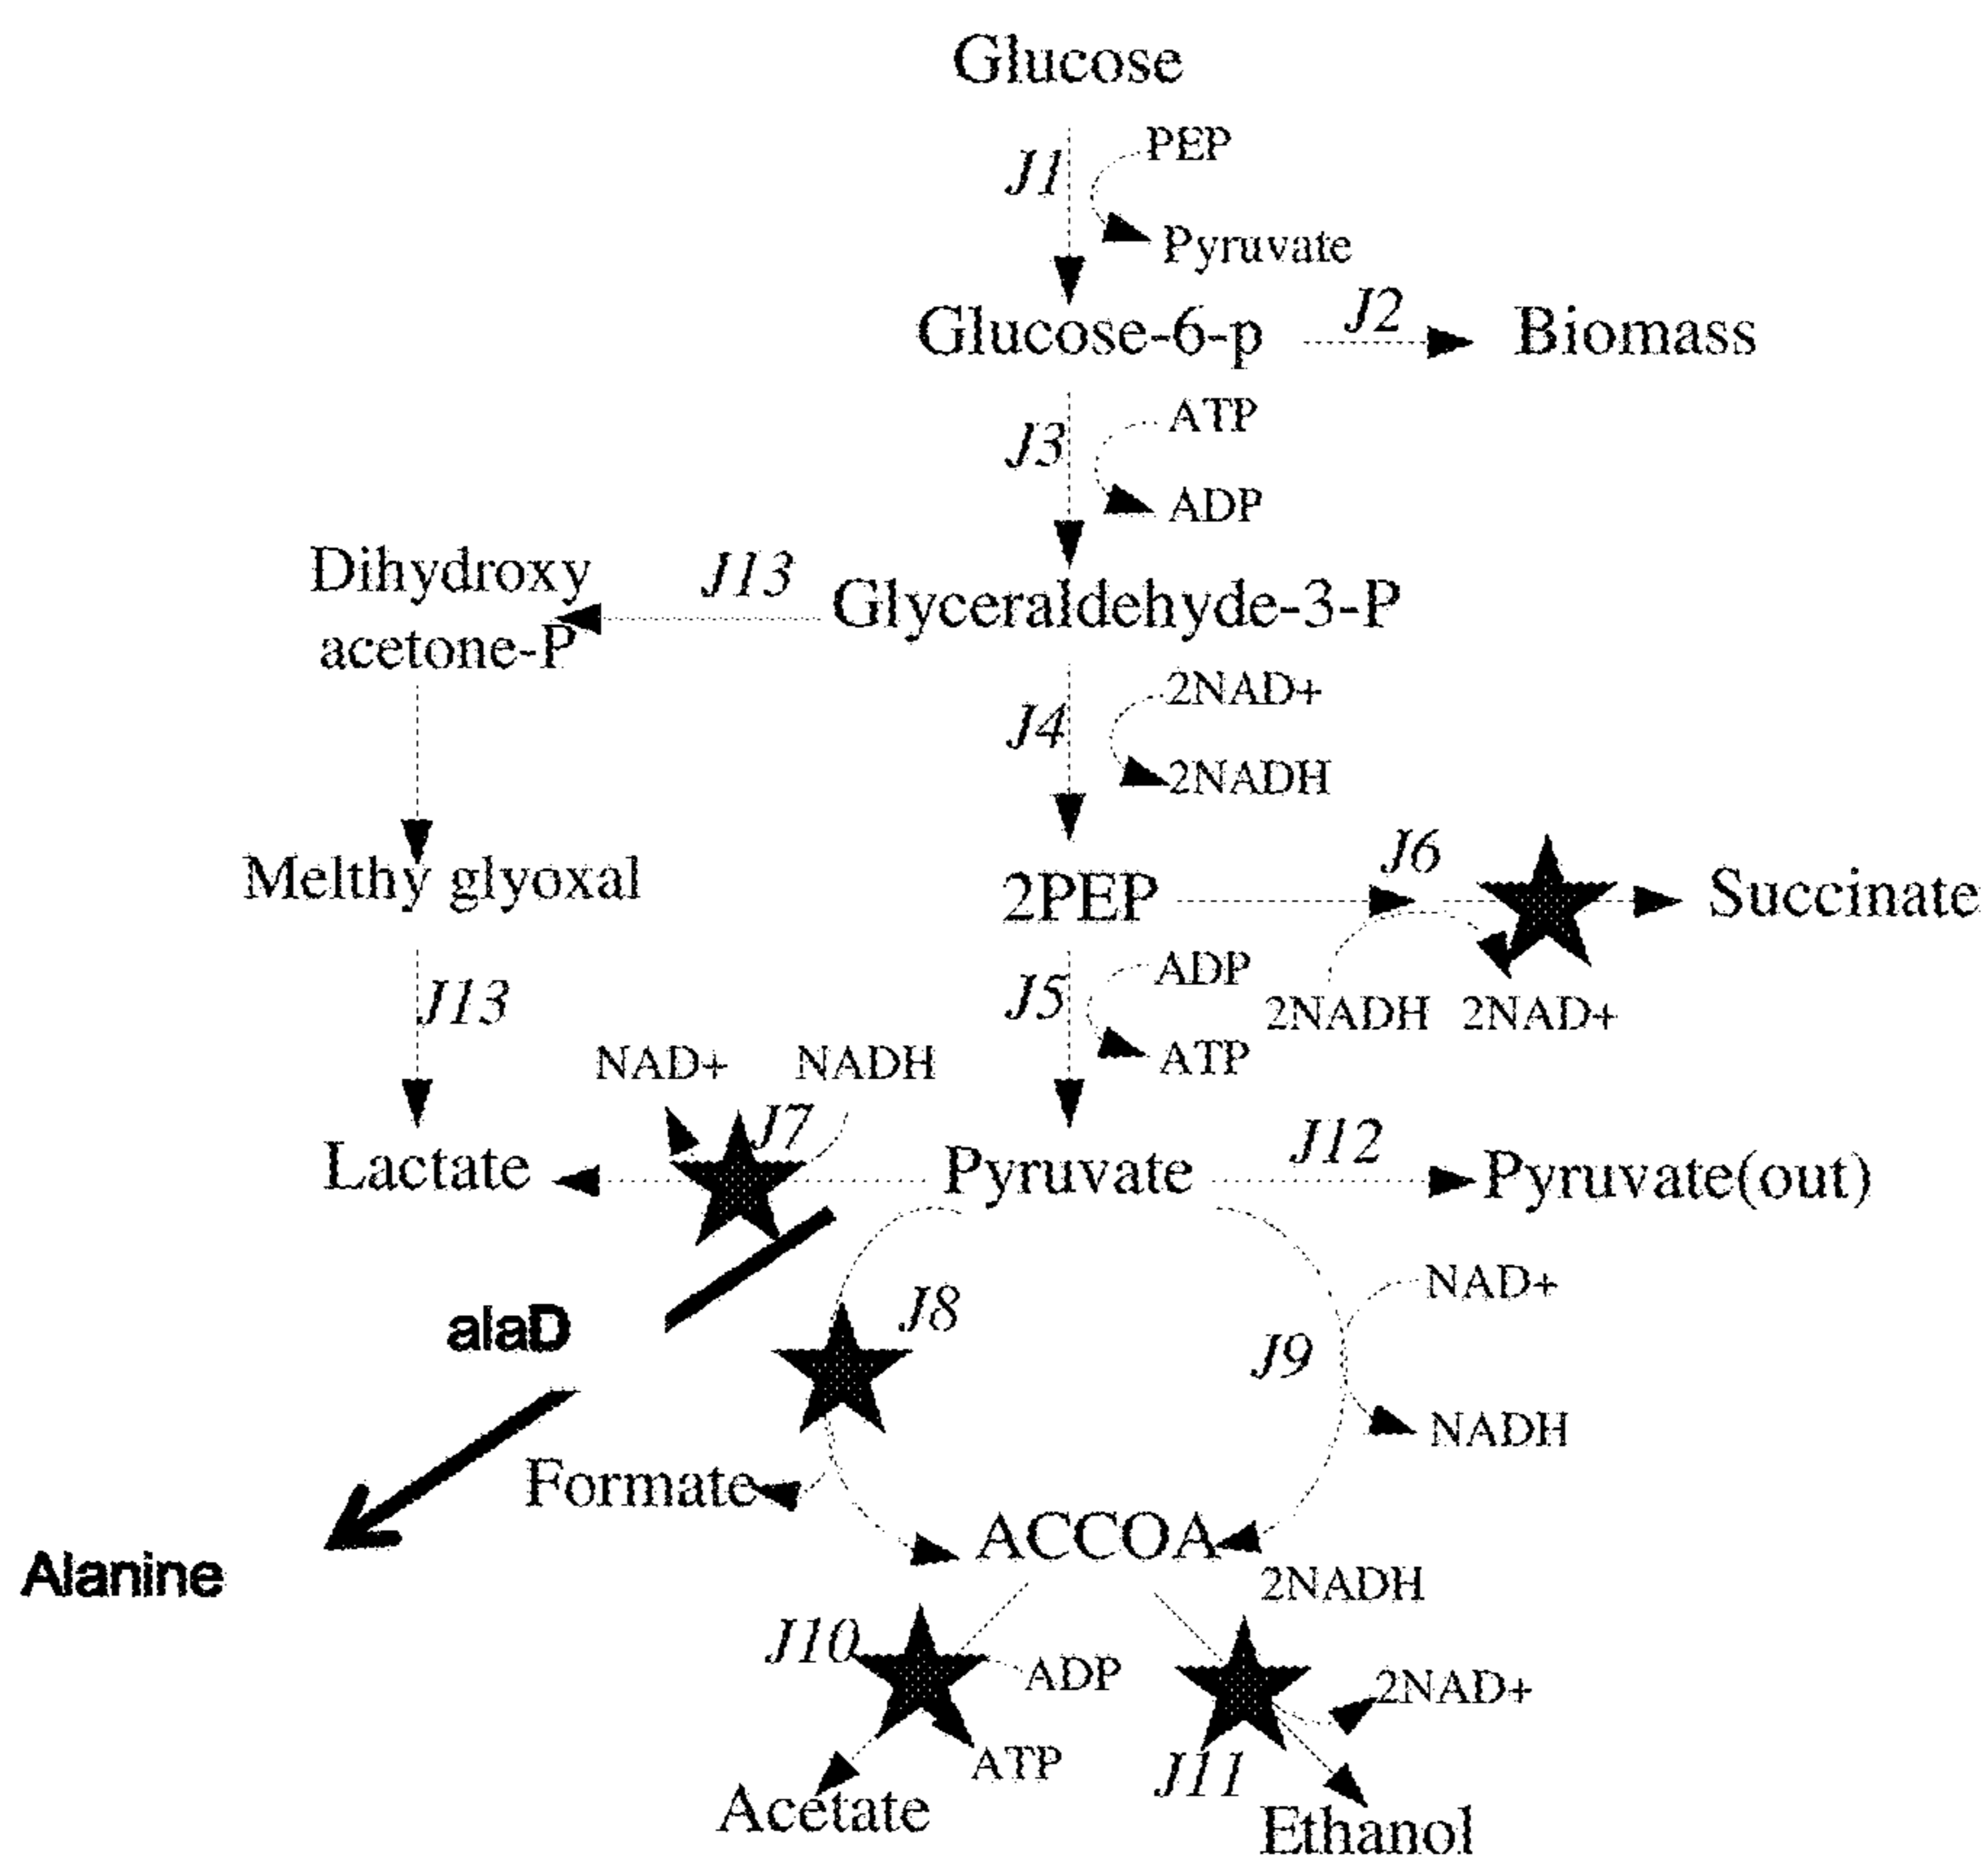 Glucose
PEP
J1
Pyruvate
Glucose-6-p
J2
Biomass
ATP
J3
ADP
Dihydroxy
acetone-P
J13
Glyceraldehyde-3-P
2NAD+
J4
2NADH
Melthy glyoxal
2PEP
J6
Succinate
J13
J5
ADP
2NADH
2NAD+
ATP
NAD+
NADH
J7
Lactate
Pyruvate
J12
Pyruvate(out)
alaD
J8
J9
NAD+
NADH
Formate
Alanine
ACCOA
2NADH
J10
ADP
2NAD+
ATP
J11
Acetate
Ethanol